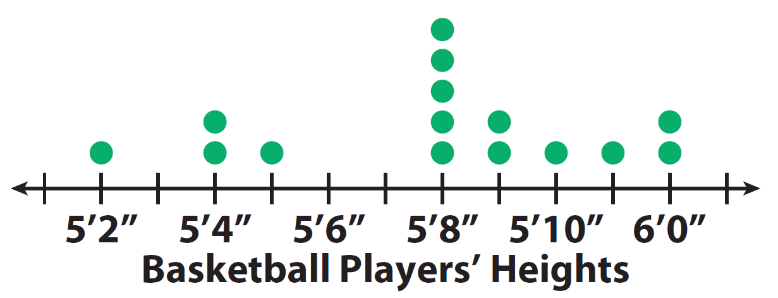 5’2” 5’4” 5’6” 5’8” 5’10” 6’0”
Basketball Players’ Heights